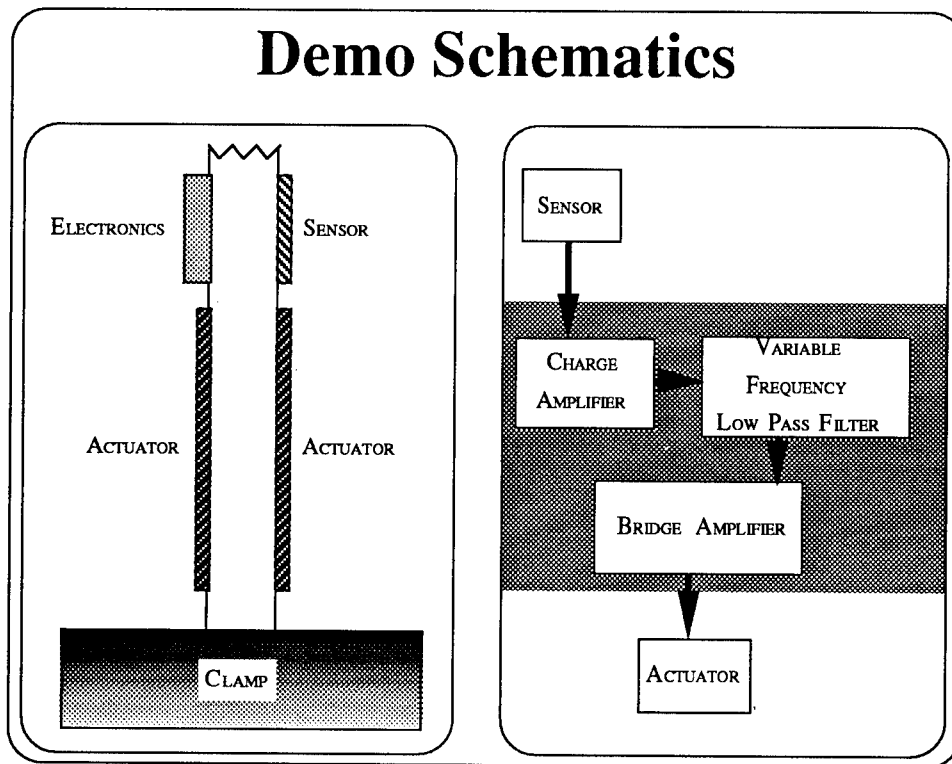 Demo Schematics
ELECTRONICS
SENSOR
ACTUATOR
ACTUATOR
CLAMP
SENSOR
CHARGE
AMPLIFIER
VARIABLE
FREQUENCY
LOW PASS FILTER
BRIDGE AMPLIFIER
ACTUATOR